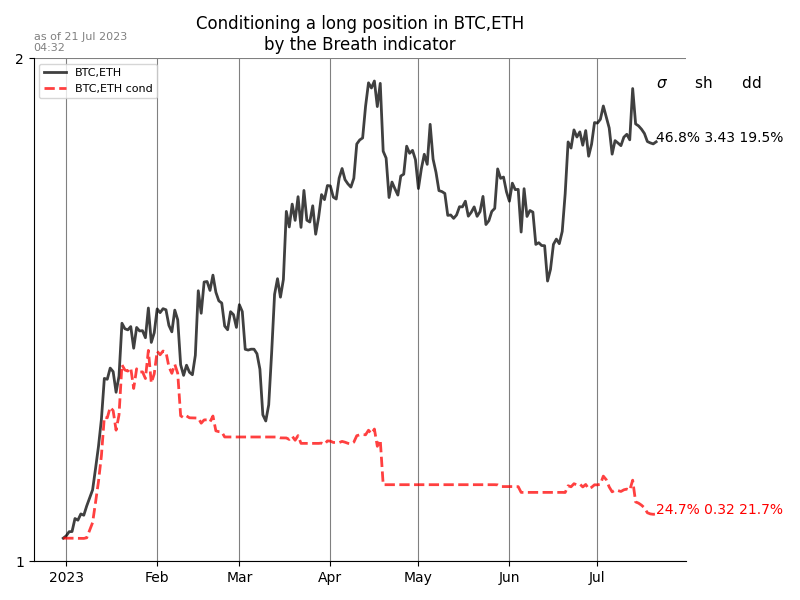 Conditioning a long position in BTC,ETH
by the Breath indicator
as of 21 Jul 2023
04:32
2
BTC,ETH
BTC,ETH cond
σ sh dd
46.8% 3.43 19.5%
24.7% 0.32 21.7%
1
2023 Feb Mar Apr May Jun Jul